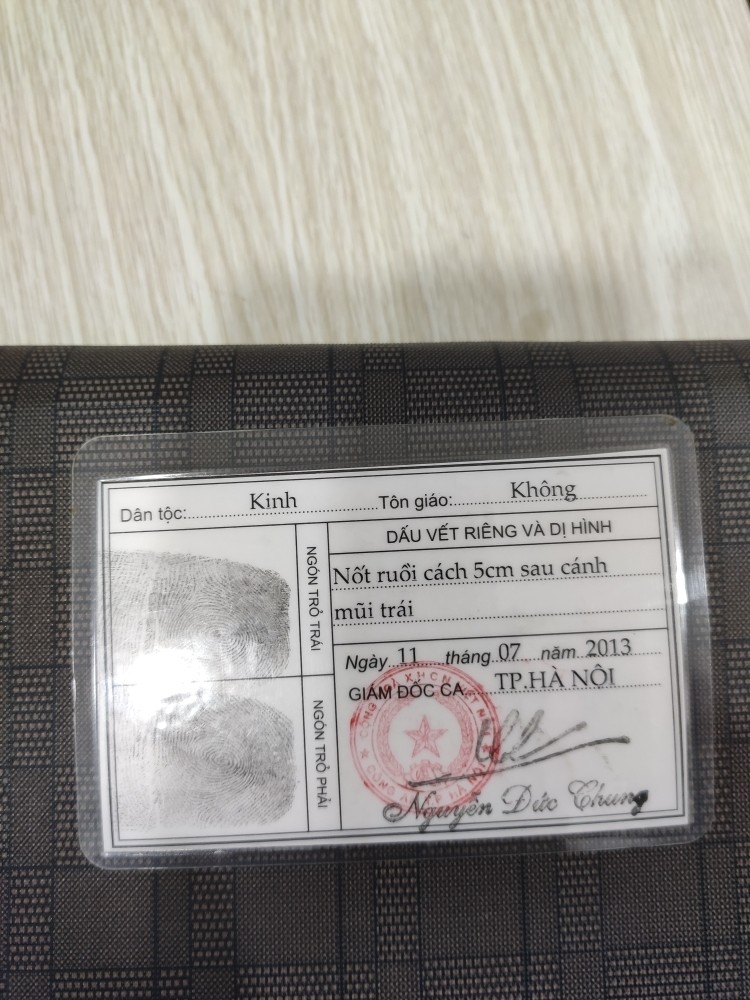 Dân tộc: Kinh Tôn giáo: Không
NGÓN TRỎ TRÁI
NGÓN TRỎ PHẢI
DẤU VẾT RIÊNG VÀ DỊ HÌNH
Nốt ruồi cách 5cm sau cánh
mũi trái
Ngày 11 tháng 07 năm 2013
GIÁM ĐỐC CA TP.HÀ NỘI
Nguyễn Đức Chung